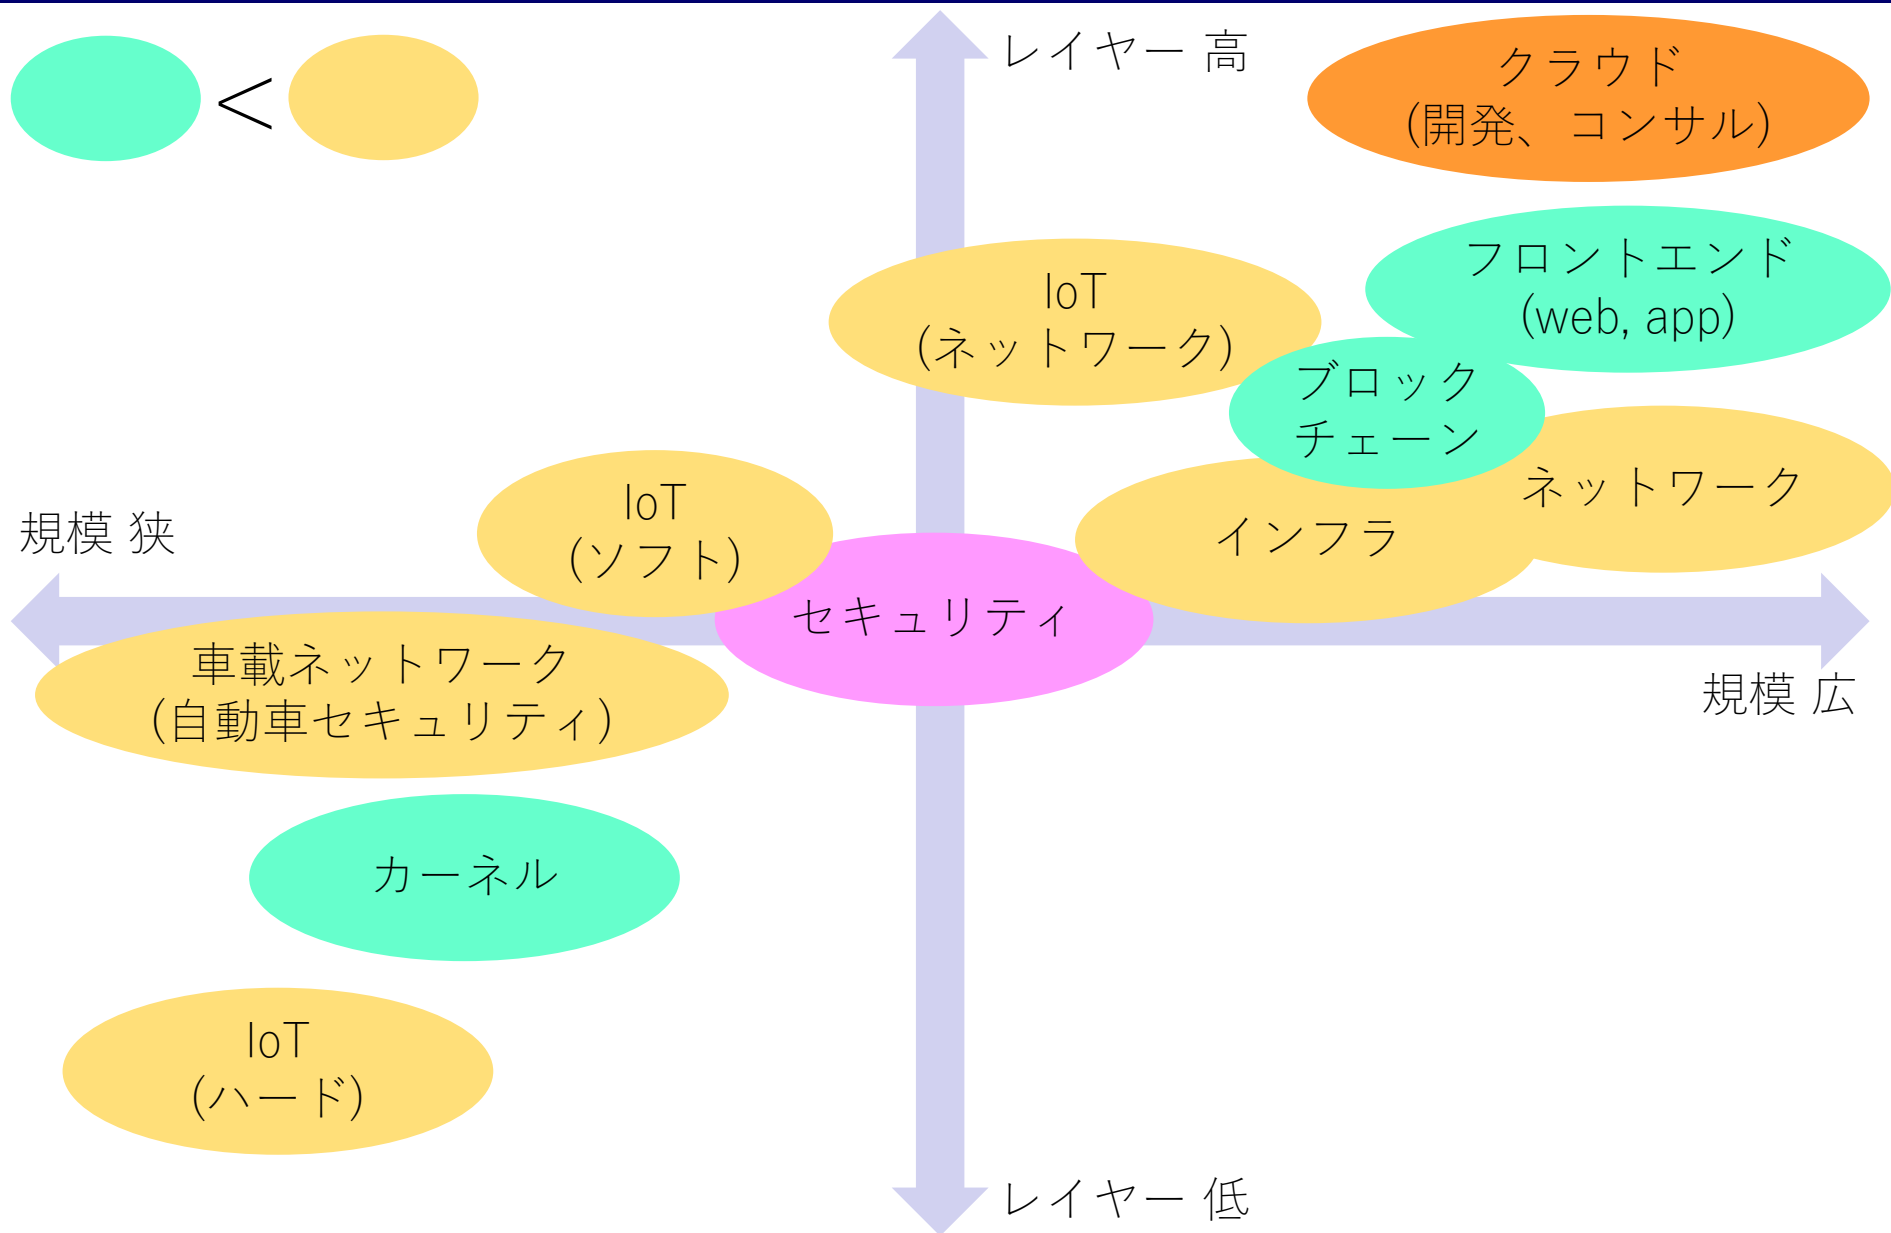 <
レイヤー 高
クラウド
(開発、コンサル)
フロントエンド
(web, app)
IoT
(ネットワーク)
ブロック
チェーン
ネットワーク
インフラ
IoT
(ソフト)
規模 狭
セキュリティ
車載ネットワーク
(自動車セキュリティ)
規模 広
カーネル
IoT
(ハード)
レイヤー 低